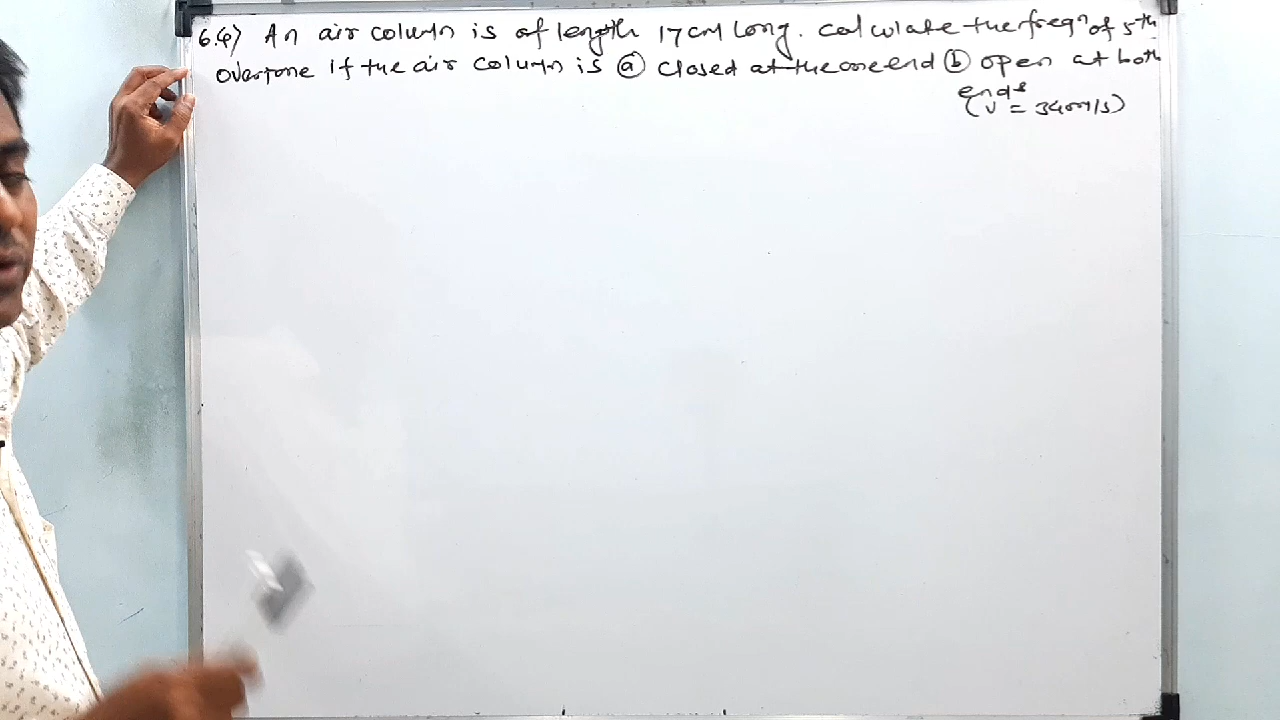 6.4) An air column is of length 17cm long. Calculate the freqn of 5th
overtone if the air column is ⓐ closed at the one end ⓑ open at both
ends
(v = 340m/s)